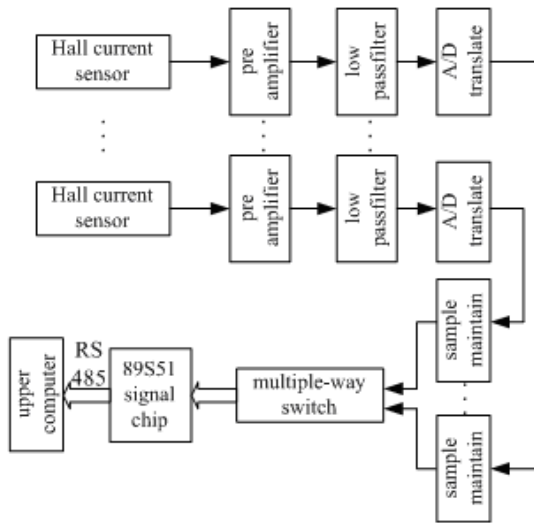 Hall current
sensor
pre
amplifier
low
passfilter
A/D
translate
Hall current
sensor
pre
amplifier
low
passfilter
A/D
translate
sample
maintain
upper
computer
RS
485
89S51
signal
chip
multiple-way
switch
sample
maintain